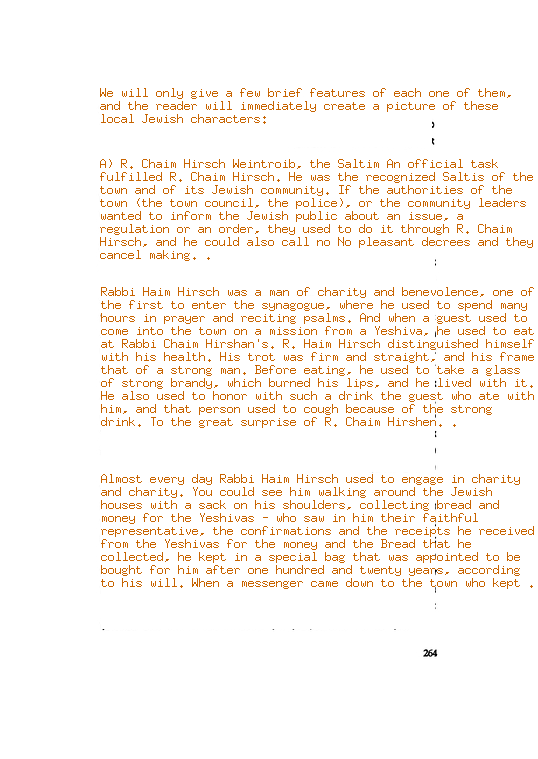 We will only give a few brief features of each one of them,
and the reader will immediately create a picture of these
local Jewish characters:
A) R. Chaim Hirsch Weintroib, the Saltim An official task
fulfilled R. Chaim Hirsch. He was the recognized Saltis of the
town and of its Jewish community. If the authorities of the
town (the town council, the police), or the community leaders
wanted to inform the Jewish public about an issue, a
regulation or an order, they used to do it through R. Chaim
Hirsch, and he could also call no No pleasant decrees and they
cancel making. .
Rabbi Haim Hirsch was a man of charity and benevolence, one of
the first to enter the synagogue, where he used to spend many
hours in prayer and reciting psalms. And when a guest used to
come into the town on a mission from a Yeshiva, he used to eat
at Rabbi Chaim Hirshan's. R. Haim Hirsch distinguished himself
with his health. His trot was firm and straight, and his frame
that of a strong man. Before eating, he used to take a glass
of strong brandy, which burned his lips, and he lived with it.
He also used to honor with such a drink the guest who ate with
him, and that person used to cough because of the strong
drink. To the great surprise of R. Chaim Hirshen. .
Almost every day Rabbi Haim Hirsch used to engage in charity
and charity. You could see him walking around the Jewish
houses with a sack on his shoulders, collecting bread and
money for the Yeshivas - who saw in him their faithful
representative, the confirmations and the receipts he received
from the Yeshivas for the money and the Bread that he
collected, he kept in a special bag that was appointed to be
bought for him after one hundred and twenty years, according
to his will. When a messenger came down to the town who kept .
264